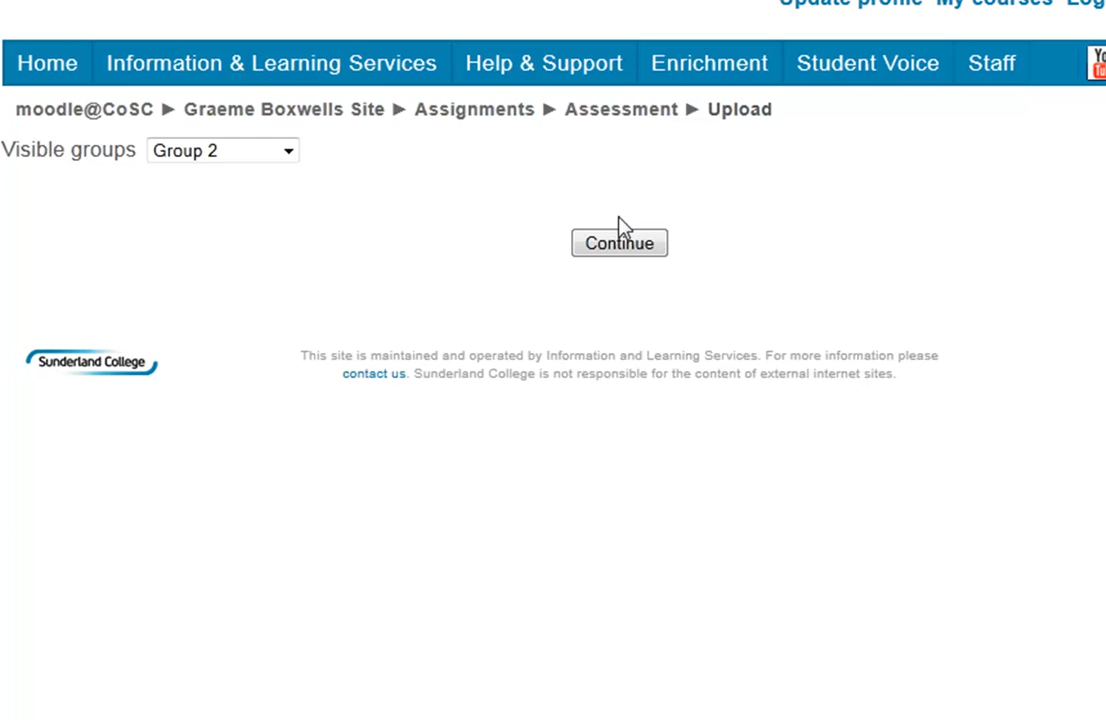 Update profile My courses Log
Home Information & Learning Services Help & Support Enrichment Student Voice Staff
moodle@CoSC ► Graeme Boxwells Site ► Assignments ► Assessment ► Upload
Visible groups Group 2
Continue
Sunderland College
This site is maintained and operated by Information and Learning Services. For more information please
contact us. Sunderland College is not responsible for the content of external internet sites.